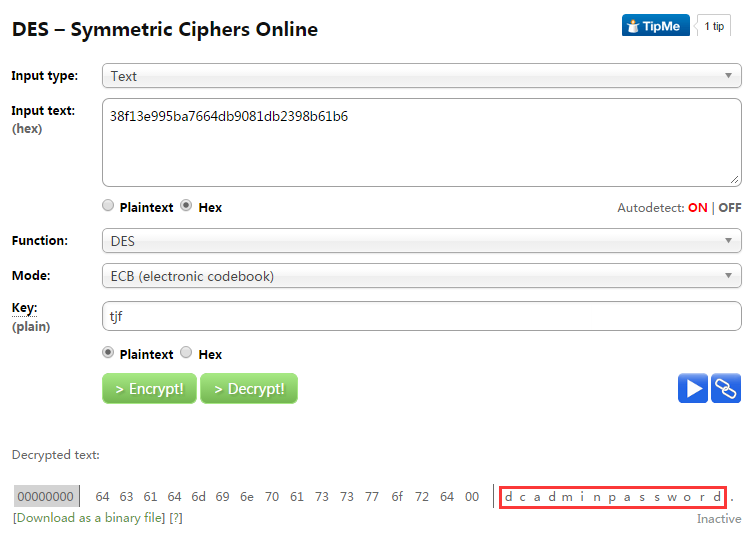 DES – Symmetric Ciphers Online
TipMe 1 tip
Input type: Text
Input text: 38f13e995ba7664db9081db2398b61b6
(hex)
Plaintext Hex Autodetect: ON | OFF
Function: DES
Mode: ECB (electronic codebook)
Key: tjf
(plain)
Plaintext Hex
> Encrypt! > Decrypt!
Decrypted text:
00000000 64 63 61 64 6d 69 6e 70 61 73 73 77 6f 72 64 00 d c a d m i n p a s s w o r d .
[Download as a binary file] [?] Inactive